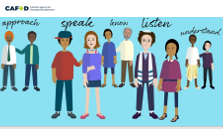 CAFOD
approach
speak
know
listen
understand